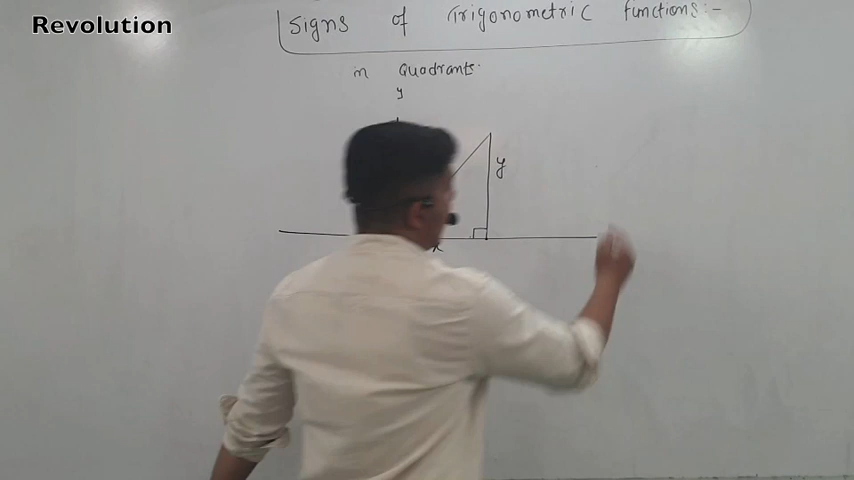 Revolution
Signs of Trigonometric functions:-
in Quadrants.
y
y
x